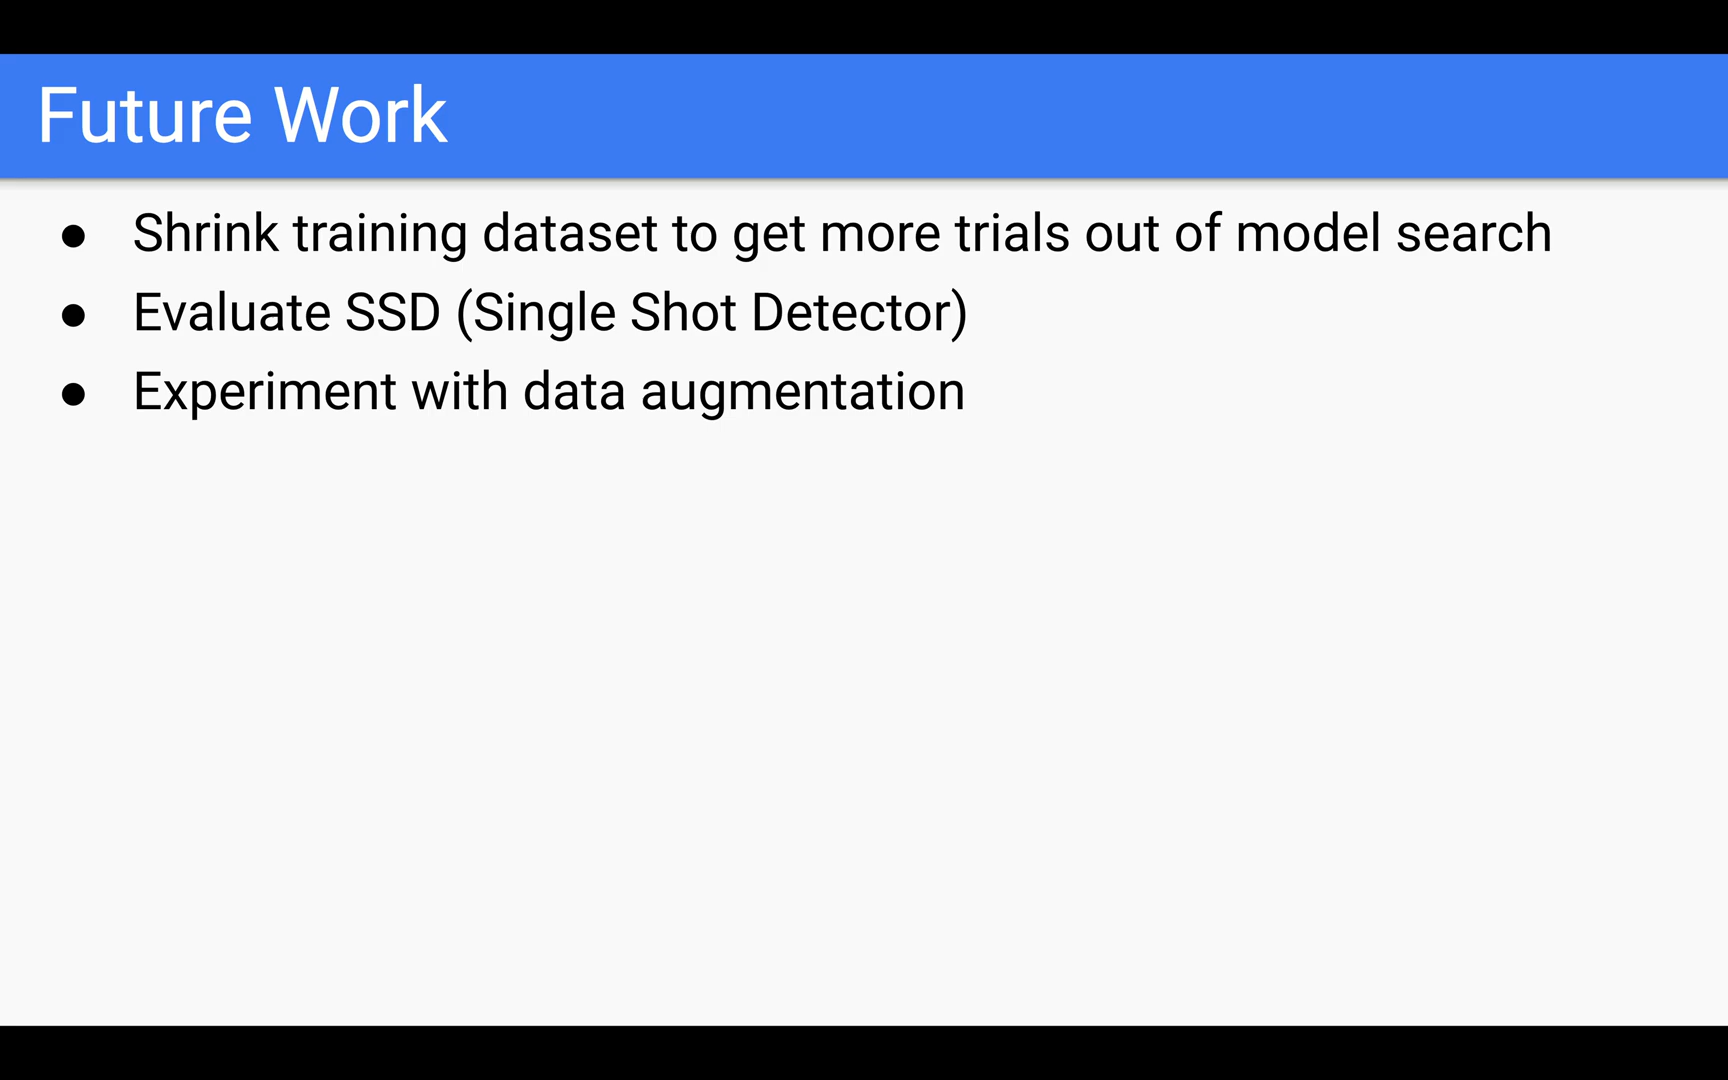 Future Work
● Shrink training dataset to get more trials out of model search
● Evaluate SSD (Single Shot Detector)
● Experiment with data augmentation